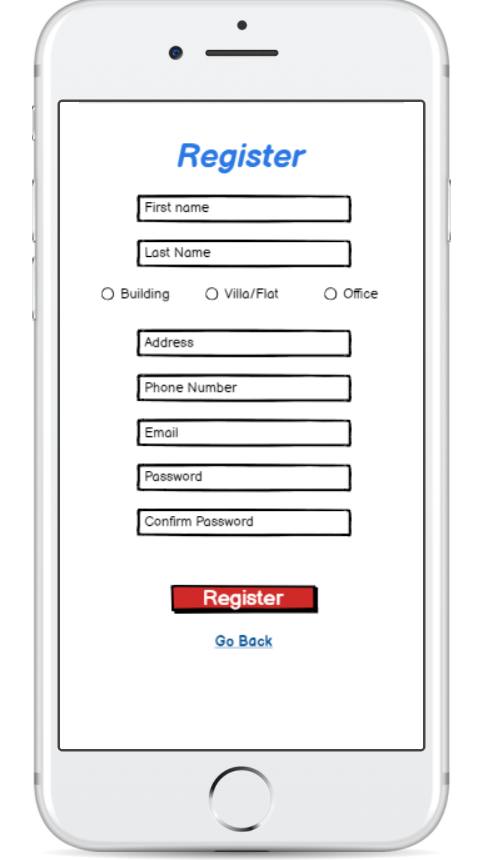 Register
First name
Last Name
Building Villa/Flat Office
Address
Phone Number
Email
Password
Confirm Password
Register
Go Back